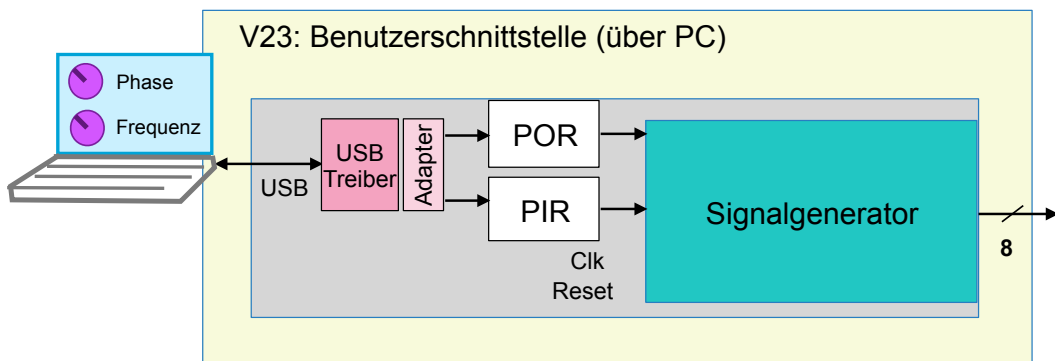 V23: Benutzerschnittstelle (über PC)
Phase
Frequenz
USB
USB
Treiber
Adapter
POR
PIR
Clk
Reset
Signalgenerator
8